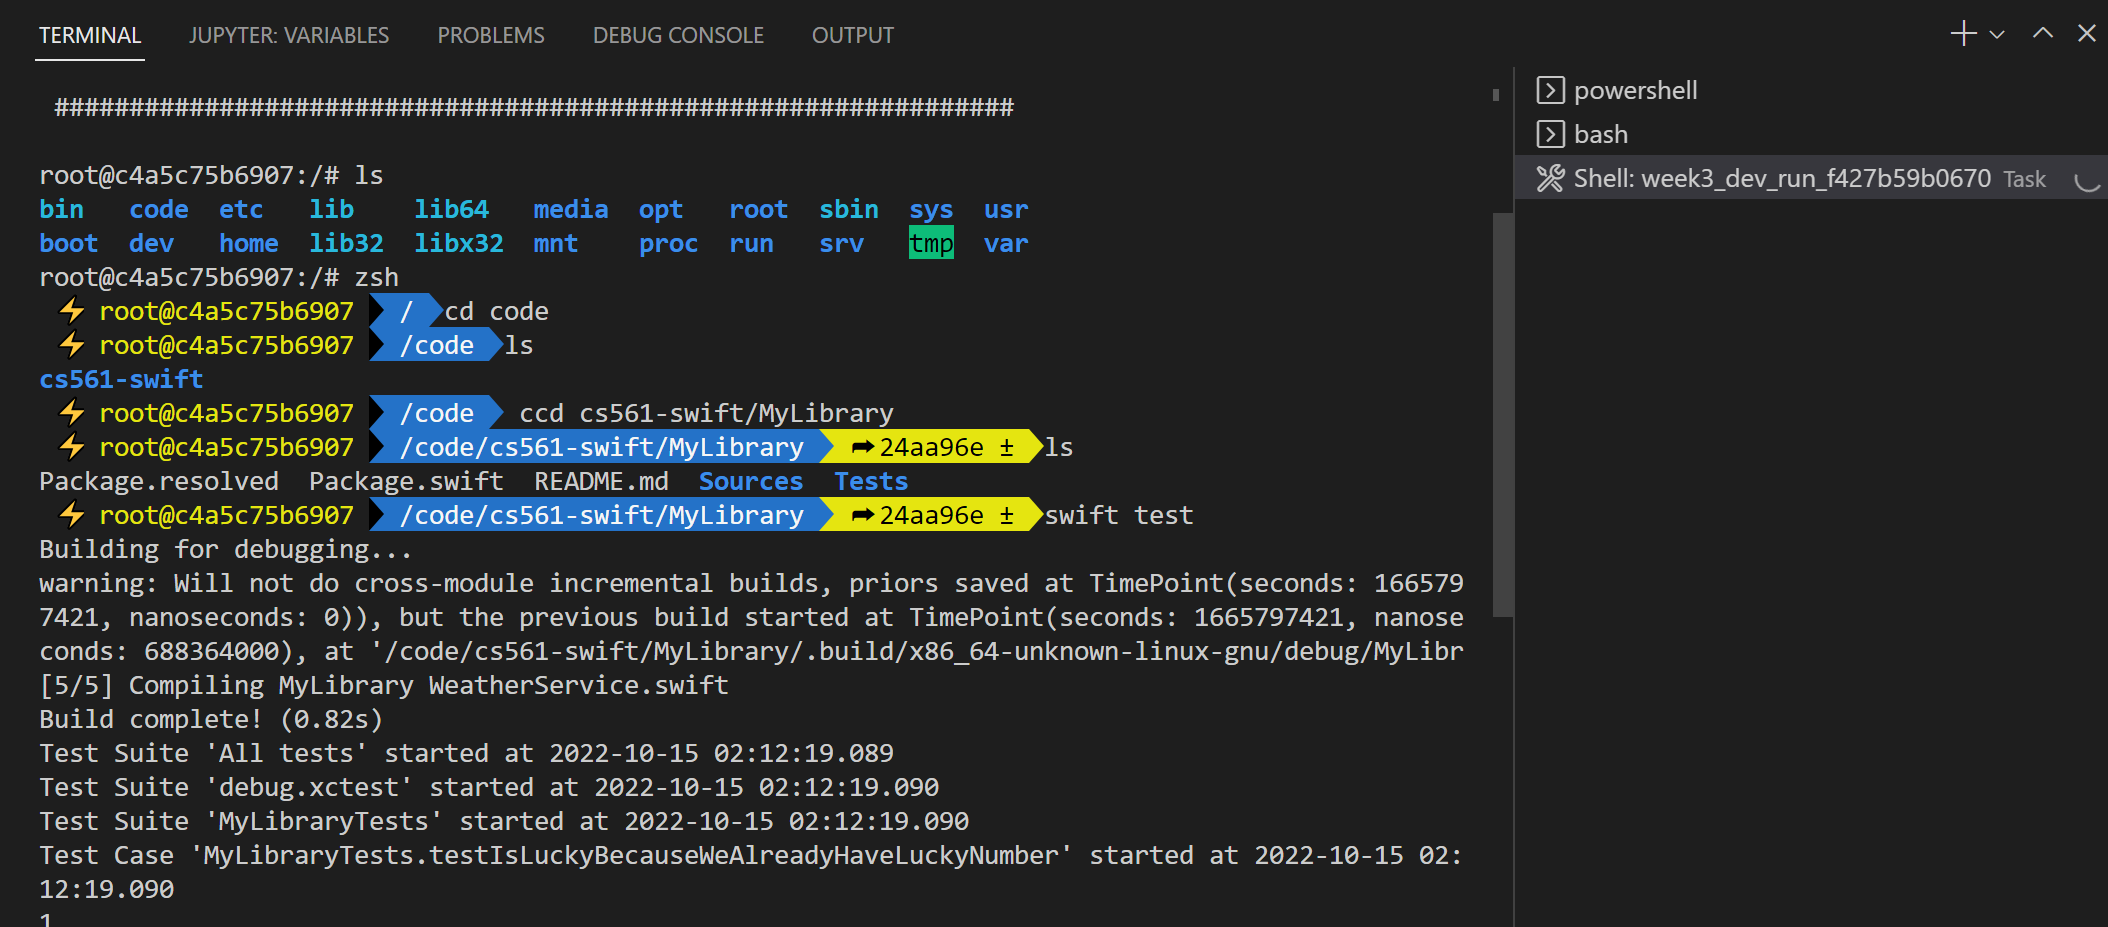 TERMINAL JUPYTER: VARIABLES PROBLEMS DEBUG CONSOLE OUTPUT
################################################################
root@c4a5c75b6907:/# ls
bin code etc lib lib64 media opt root sbin sys usr
boot dev home lib32 libx32 mnt proc run srv tmp var
root@c4a5c75b6907:/# zsh
⚡ root@c4a5c75b6907 / cd code
⚡ root@c4a5c75b6907 /code ls
cs561-swift
⚡ root@c4a5c75b6907 /code ccd cs561-swift/MyLibrary
⚡ root@c4a5c75b6907 /code/cs561-swift/MyLibrary ➦ 24aa96e ± ls
Package.resolved Package.swift README.md Sources Tests
⚡ root@c4a5c75b6907 /code/cs561-swift/MyLibrary ➦ 24aa96e ± swift test
Building for debugging...
warning: Will not do cross-module incremental builds, priors saved at TimePoint(seconds: 166579
7421, nanoseconds: 0)), but the previous build started at TimePoint(seconds: 1665797421, nanose
conds: 688364000), at '/code/cs561-swift/MyLibrary/.build/x86_64-unknown-linux-gnu/debug/MyLibr
[5/5] Compiling MyLibrary WeatherService.swift
Build complete! (0.82s)
Test Suite 'All tests' started at 2022-10-15 02:12:19.089
Test Suite 'debug.xctest' started at 2022-10-15 02:12:19.090
Test Suite 'MyLibraryTests' started at 2022-10-15 02:12:19.090
Test Case 'MyLibraryTests.testIsLuckyBecauseWeAlreadyHaveLuckyNumber' started at 2022-10-15 02:
12:19.090
1
powershell
bash
Shell: week3_dev_run_f427b59b0670 Task